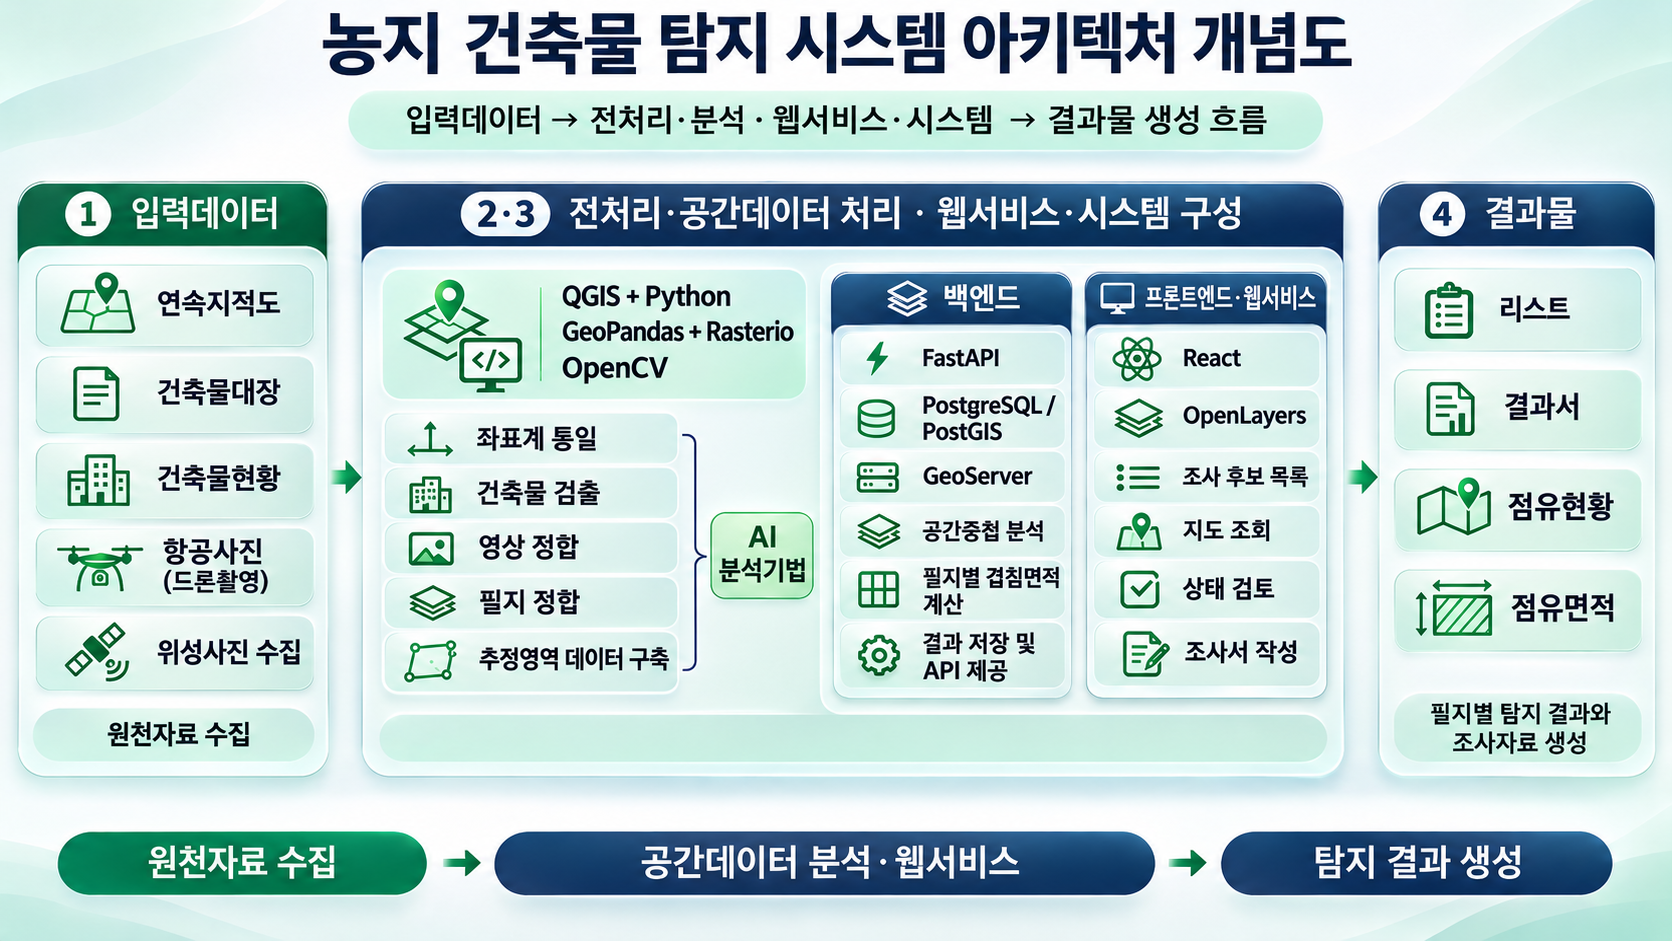 농지 건축물 탐지 시스템 아키텍처 개념도
입력데이터 → 전처리·분석 · 웹서비스·시스템 → 결과물 생성 흐름
1 입력데이터
연속지적도
건축물대장
건축물현황
항공사진
(드론촬영)
위성사진 수집
원천자료 수집
2·3 전처리·공간데이터 처리 · 웹서비스·시스템 구성
QGIS + Python
GeoPandas + Rasterio
OpenCV
</>
좌표계 통일
건축물 검출
영상 정합
필지 정합
추정영역 데이터 구축
AI
분석기법
백엔드
FastAPI
PostgreSQL /
PostGIS
GeoServer
공간중첩 분석
필지별 겹침면적
계산
결과 저장 및
API 제공
프론트엔드·웹서비스
React
OpenLayers
조사 후보 목록
지도 조회
상태 검토
조사서 작성
4 결과물
리스트
결과서
점유현황
점유면적
필지별 탐지 결과와
조사자료 생성
원천자료 수집
공간데이터 분석·웹서비스
탐지 결과 생성